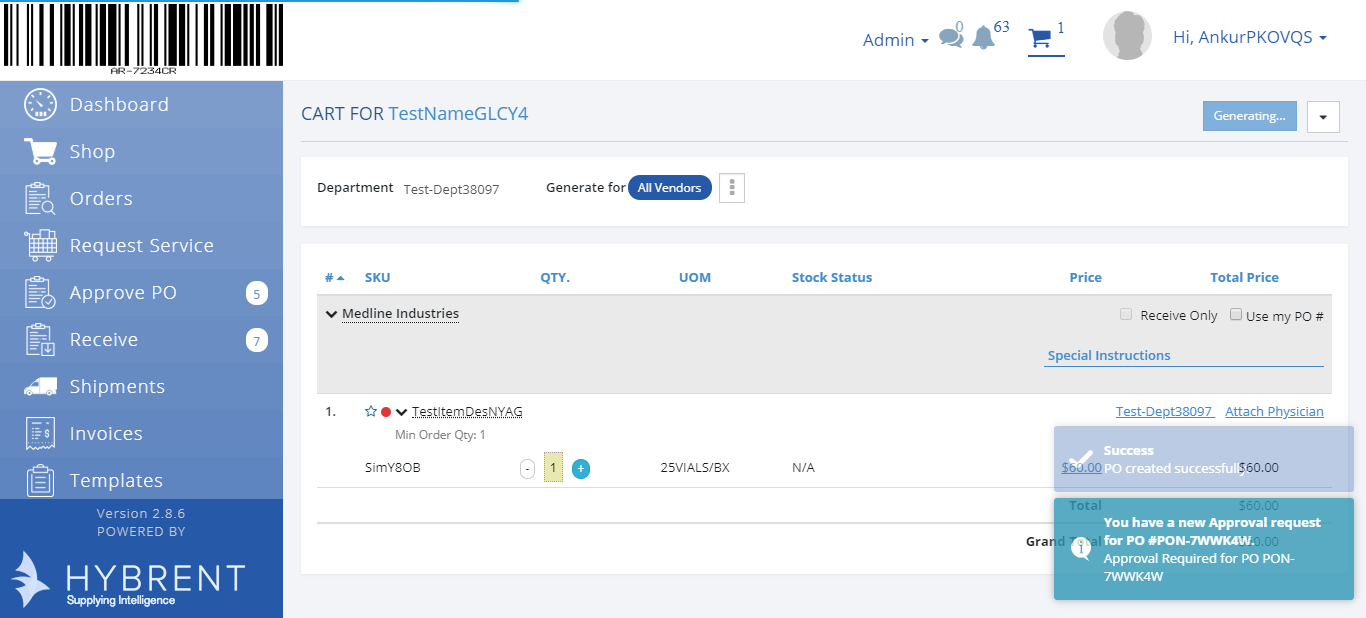 AR-7234CR
Admin
0
63
1
Hi, AnkurPKOVQS
Dashboard
Shop
Orders
Request Service
Approve PO 5
Receive 7
Shipments
Invoices
Templates
Version 2.8.6
POWERED BY
HYBRENT
Supplying Intelligence
CART FOR TestNameGLCY4
Generating...
Department Test-Dept38097 Generate for All Vendors
# SKU QTY. UOM Stock Status Price Total Price
Medline Industries Receive Only Use my PO #
Special Instructions
1. TestItemDesNYAG Test-Dept38097 Attach Physician
Min Order Qty: 1
SimY8OB - 1 + 25VIALS/BX N/A $60.00 $60.00
Total $60.00
Grand Total
Success
PO created successfully
You have a new Approval request
for PO #PON-7WWK4W.
Approval Required for PO PON-
7WWK4W